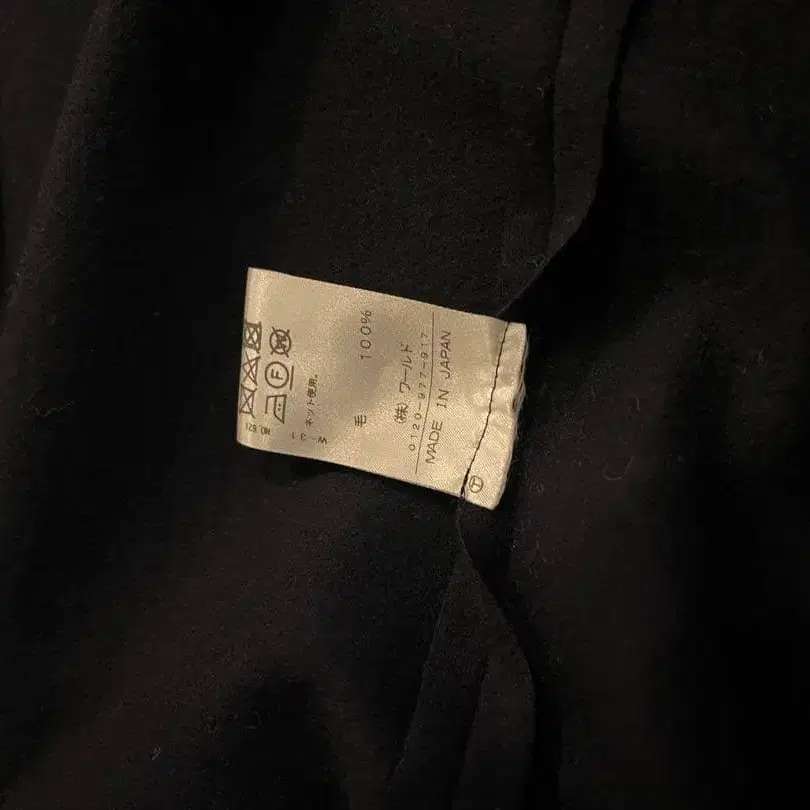 F
ネット使用。
W-31
毛 100%
(株) ワールド
0120-977-917
MADE IN JAPAN